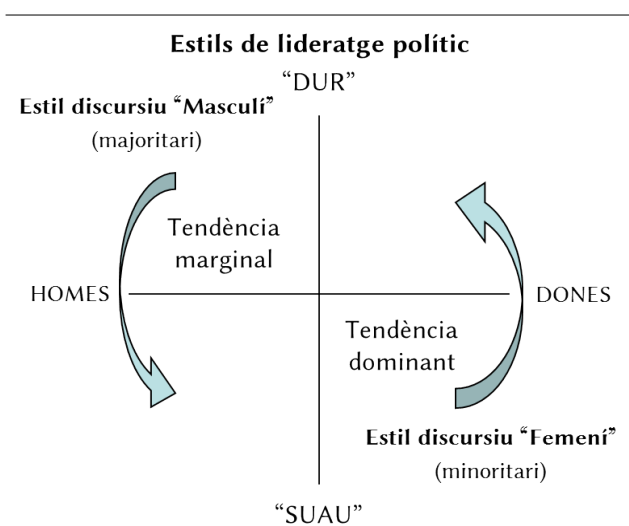 Estils de lideratge polític
“DUR”
Estil discursiu “Masculí”
(majoritari)
Tendència
marginal
HOMES
DONES
Tendència
dominant
Estil discursiu “Femení”
(minoritari)
“SUAU”